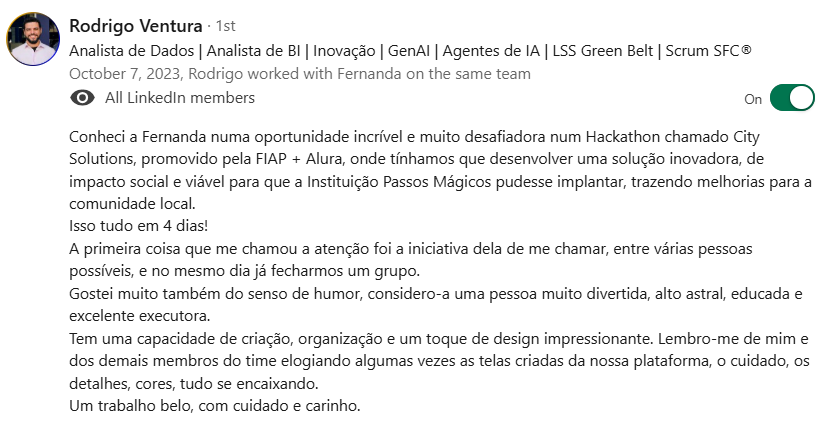 Rodrigo Ventura · 1st
Analista de Dados | Analista de BI | Inovação | GenAI | Agentes de IA | LSS Green Belt | Scrum SFC®
October 7, 2023, Rodrigo worked with Fernanda on the same team
All LinkedIn members
On
Conheci a Fernanda numa oportunidade incrível e muito desafiadora num Hackathon chamado City
Solutions, promovido pela FIAP + Alura, onde tínhamos que desenvolver uma solução inovadora, de
impacto social e viável para que a Instituição Passos Mágicos pudesse implantar, trazendo melhorias para a
comunidade local.
Isso tudo em 4 dias!
A primeira coisa que me chamou a atenção foi a iniciativa dela de me chamar, entre várias pessoas
possíveis, e no mesmo dia já fecharmos um grupo.
Gostei muito também do senso de humor, considero-a uma pessoa muito divertida, alto astral, educada e
excelente executora.
Tem uma capacidade de criação, organização e um toque de design impressionante. Lembro-me de mim e
dos demais membros do time elogiando algumas vezes as telas criadas da nossa plataforma, o cuidado, os
detalhes, cores, tudo se encaixando.
Um trabalho belo, com cuidado e carinho.